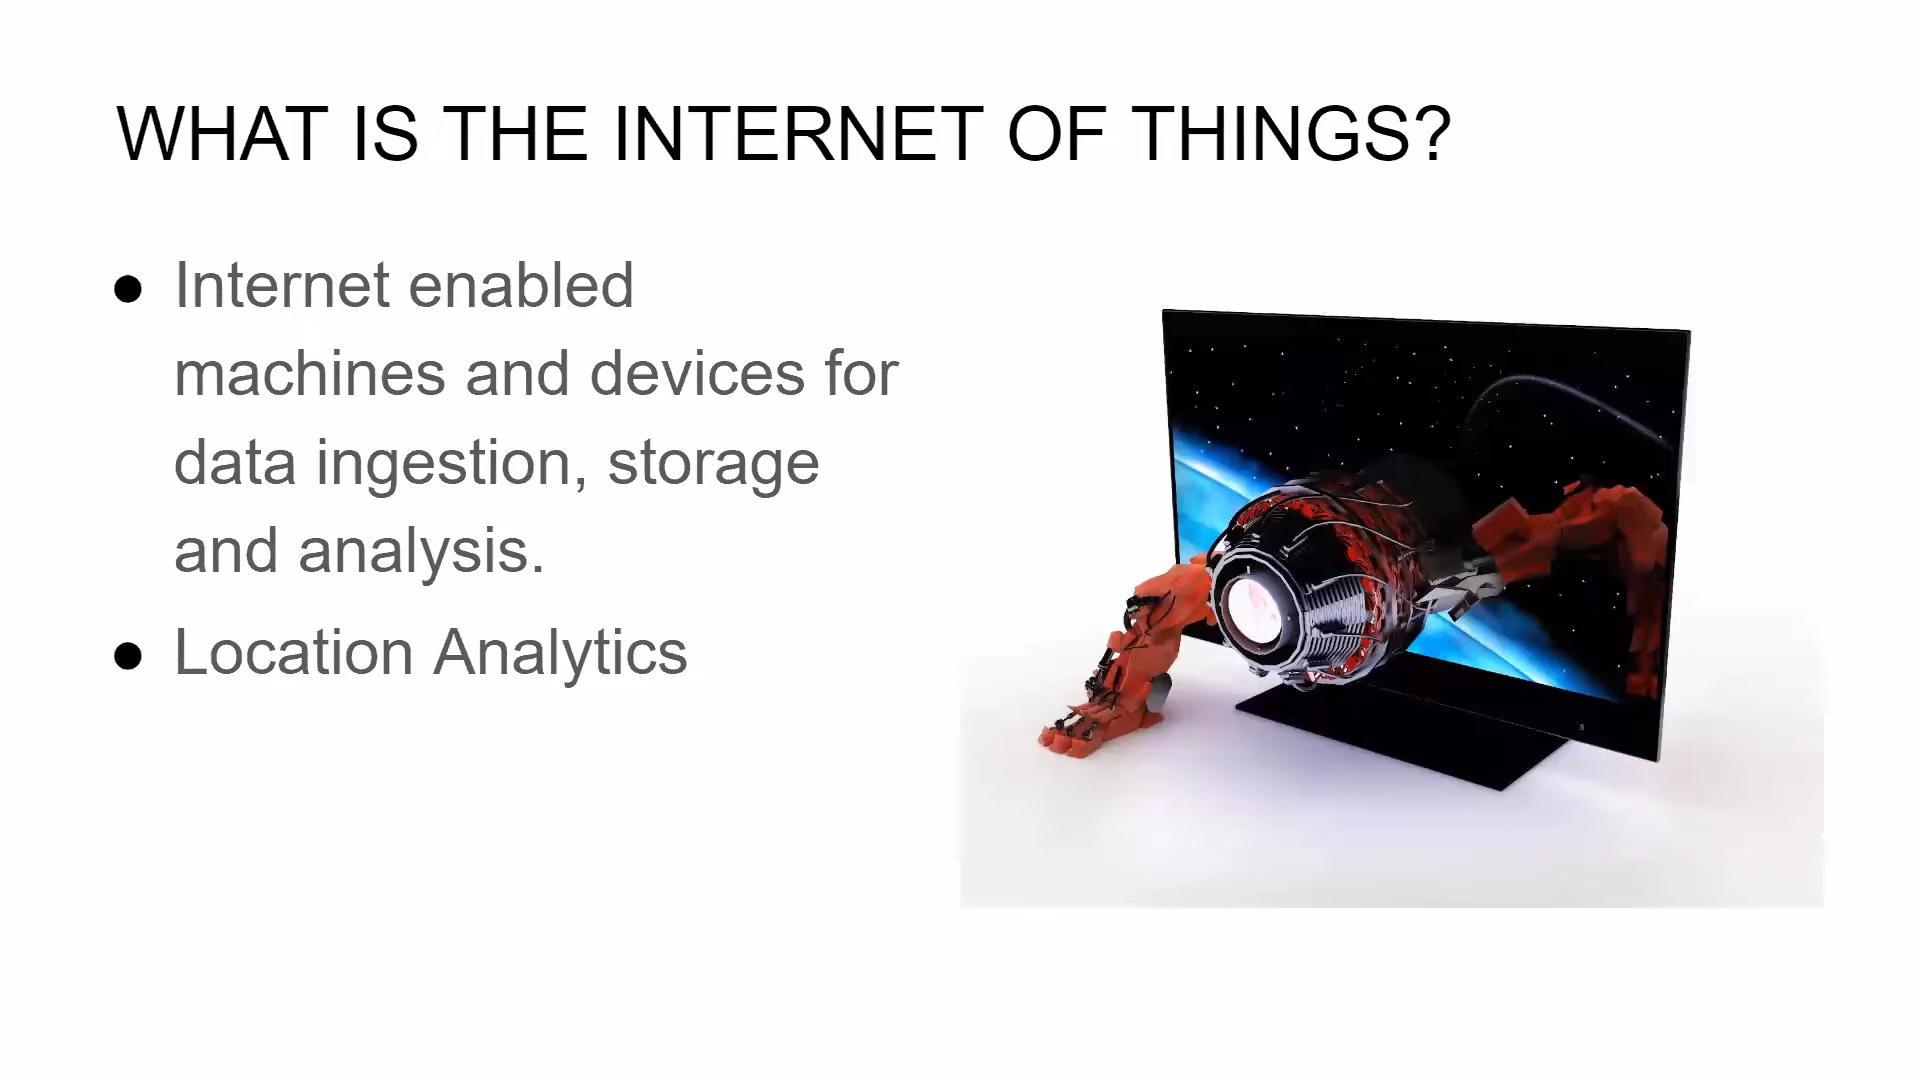 WHAT IS THE INTERNET OF THINGS?
● Internet enabled
machines and devices for
data ingestion, storage
and analysis.
● Location Analytics